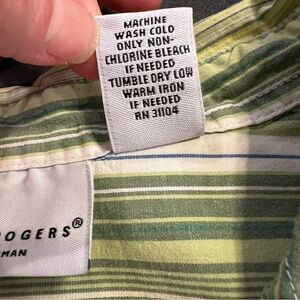 MACHINE
WASH COLD
ONLY NON-
CHLORINE BLEACH
IF NEEDED
TUMBLE DRY LOW
WARM IRON
IF NEEDED
RN 31104
ROGERS®
MAN